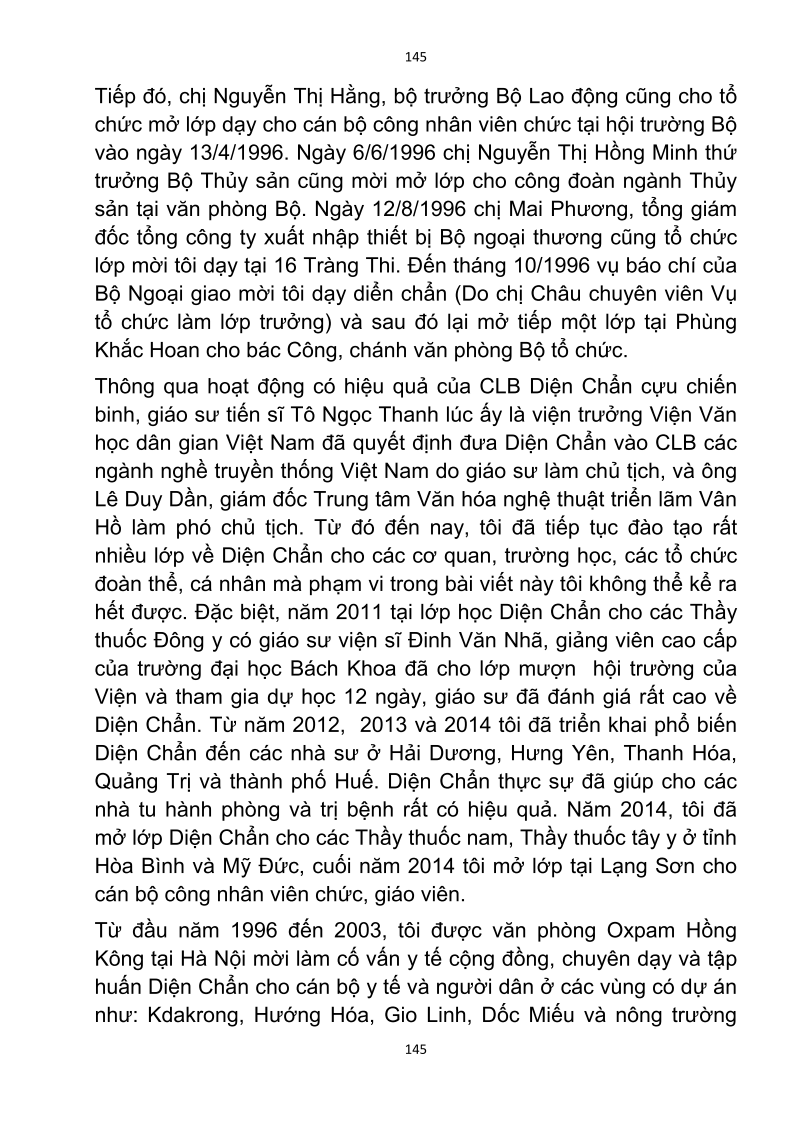 145
Tiếp đó, chị Nguyễn Thị Hằng, bộ trưởng Bộ Lao động cũng cho tổ
chức mở lớp dạy cho cán bộ công nhân viên chức tại hội trường Bộ
vào ngày 13/4/1996. Ngày 6/6/1996 chị Nguyễn Thị Hồng Minh thứ
trưởng Bộ Thủy sản cũng mời mở lớp cho công đoàn ngành Thủy
sản tại văn phòng Bộ. Ngày 12/8/1996 chị Mai Phương, tổng giám
đốc tổng công ty xuất nhập thiết bị Bộ ngoại thương cũng tổ chức
lớp mời tôi dạy tại 16 Tràng Thi. Đến tháng 10/1996 vụ báo chí của
Bộ Ngoại giao mời tôi dạy diển chẩn (Do chị Châu chuyên viên Vụ
tổ chức làm lớp trưởng) và sau đó lại mở tiếp một lớp tại Phùng
Khắc Hoan cho bác Công, chánh văn phòng Bộ tổ chức.
Thông qua hoạt động có hiệu quả của CLB Diện Chẩn cựu chiến
binh, giáo sư tiến sĩ Tô Ngọc Thanh lúc ấy là viện trưởng Viện Văn
học dân gian Việt Nam đã quyết định đưa Diện Chẩn vào CLB các
ngành nghề truyền thống Việt Nam do giáo sư làm chủ tịch, và ông
Lê Duy Dần, giám đốc Trung tâm Văn hóa nghệ thuật triển lãm Vân
Hồ làm phó chủ tịch. Từ đó đến nay, tôi đã tiếp tục đào tạo rất
nhiều lớp về Diện Chẩn cho các cơ quan, trường học, các tổ chức
đoàn thể, cá nhân mà phạm vi trong bài viết này tôi không thể kể ra
hết được. Đặc biệt, năm 2011 tại lớp học Diện Chẩn cho các Thầy
thuốc Đông y có giáo sư viện sĩ Đinh Văn Nhã, giảng viên cao cấp
của trường đại học Bách Khoa đã cho lớp mượn  hội trường của
Viện và tham gia dự học 12 ngày, giáo sư đã đánh giá rất cao về
Diện Chẩn. Từ năm 2012,  2013 và 2014 tôi đã triển khai phổ biến
Diện Chẩn đến các nhà sư ở Hải Dương, Hưng Yên, Thanh Hóa,
Quảng Trị và thành phố Huế. Diện Chẩn thực sự đã giúp cho các
nhà tu hành phòng và trị bệnh rất có hiệu quả. Năm 2014, tôi đã
mở lớp Diện Chẩn cho các Thầy thuốc nam, Thầy thuốc tây y ở tỉnh
Hòa Bình và Mỹ Đức, cuối năm 2014 tôi mở lớp tại Lạng Sơn cho
cán bộ công nhân viên chức, giáo viên.
Từ đầu năm 1996 đến 2003, tôi được văn phòng Oxpam Hồng
Kông tại Hà Nội mời làm cố vấn y tế cộng đồng, chuyên dạy và tập
huấn Diện Chẩn cho cán bộ y tế và người dân ở các vùng có dự án
như: Kdakrong, Hướng Hóa, Gio Linh, Dốc Miếu và nông trường
145